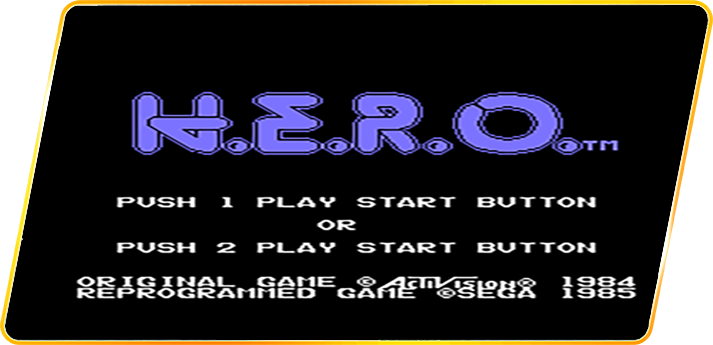 H.E.R.O.™
PUSH 1 PLAY START BUTTON
OR
PUSH 2 PLAY START BUTTON
ORIGINAL GAME ©ACTIVISION® 1984
REPROGRAMMED GAME ©SEGA 1985